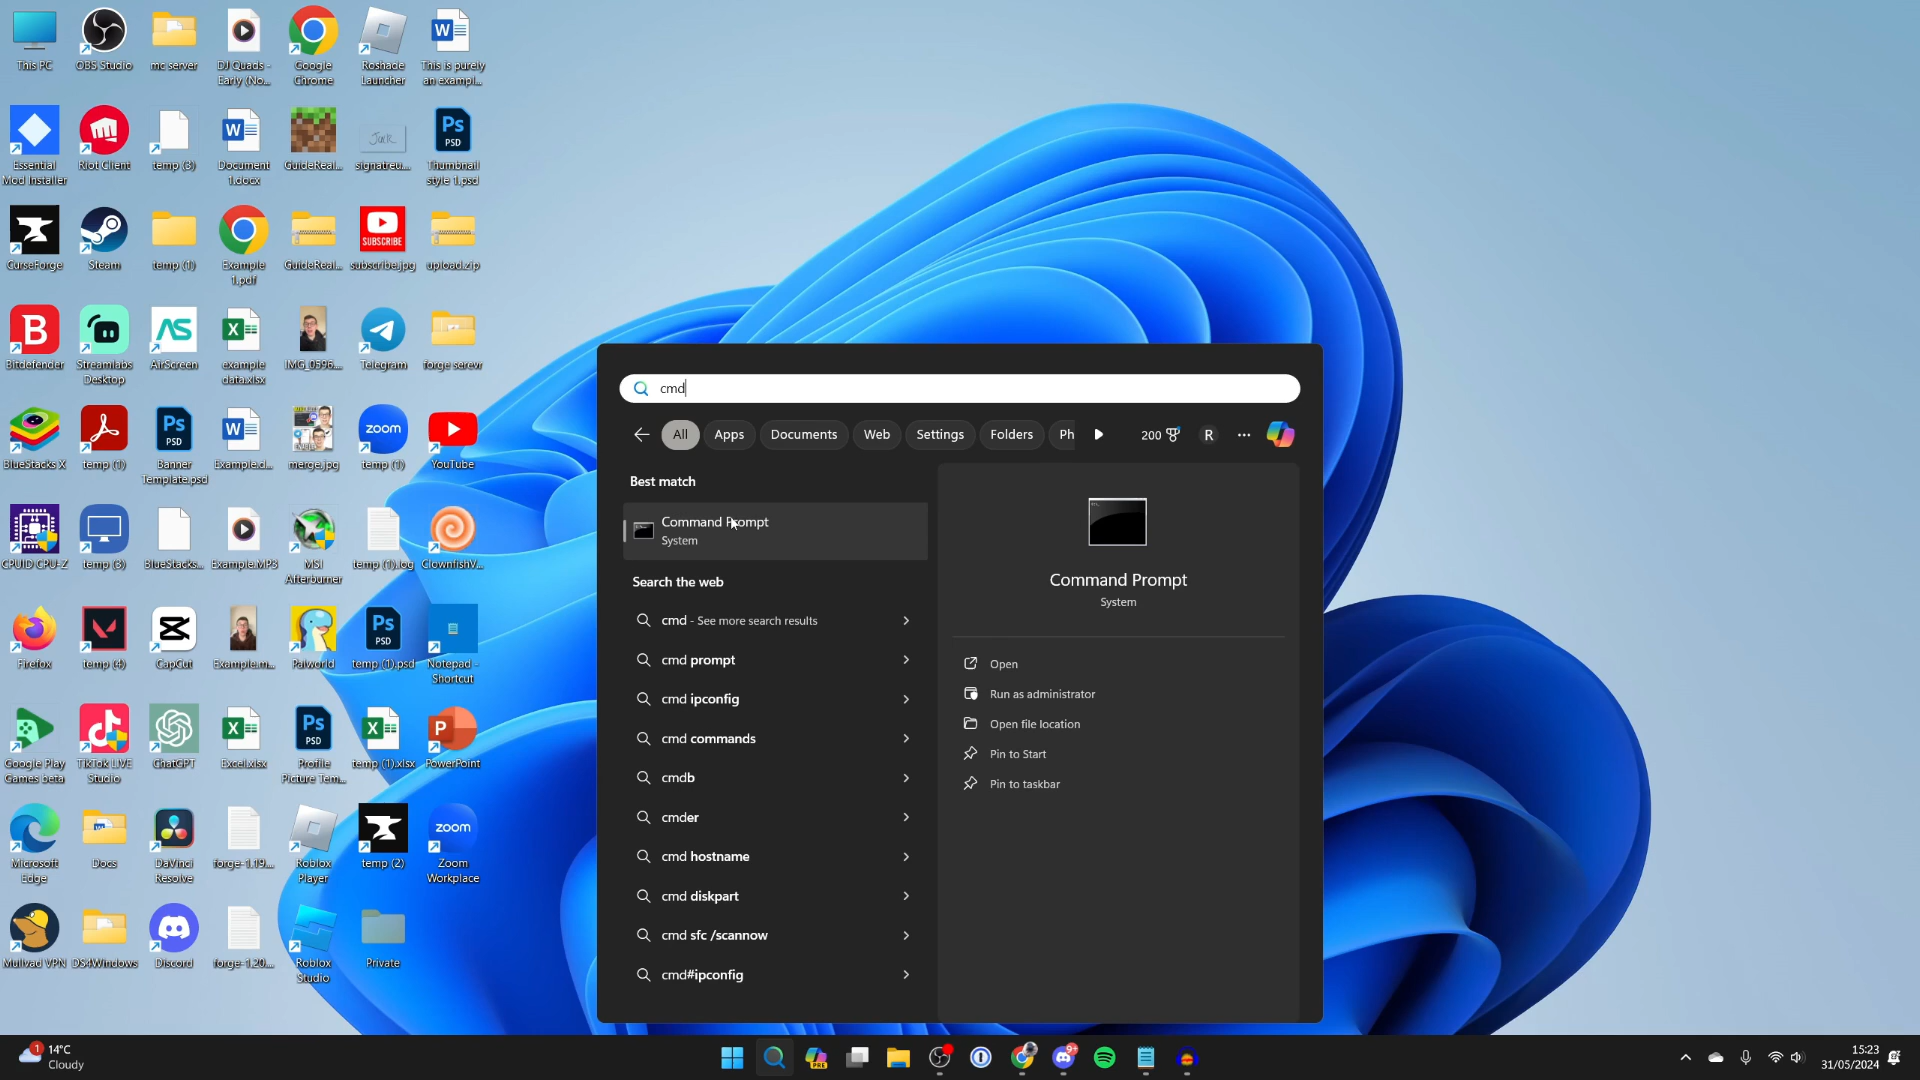 This PC
OBS Studio
mc server
DJ Quads - Early (No...
Google Chrome
Roshade Launcher
This is purely an exampl...
Essential Mod Installer
Riot Client
temp (3)
Document 1.docx
GuideReal...
signatreu...
Thumbnail style 1.psd
CurseForge
Steam
temp (1)
Example 1.pdf
GuideReal...
subscribe.jpg
upload.zip
Bitdefender
Streamlabs Desktop
AirScreen
example data.xlsx
IMG_0596...
Telegram
forge serevr
BlueStacks X
temp (1)
Banner Template.psd
Example.d...
merge.jpg
temp (1)
YouTube
CPUID CPU-Z
temp (3)
BlueStacks...
Example.MP3
MSI Afterburner
temp (1).log
ClownfishV...
Firefox
temp (4)
CapCut
Example.m...
Palworld
temp (1).psd
Notepad - Shortcut
Google Play Games beta
TikTok LIVE Studio
ChatGPT
Excel.xlsx
Profile Picture Tem...
temp (1).xlsx
PowerPoint
Microsoft Edge
Docs
DaVinci Resolve
forge-1.19....
Roblox Player
temp (2)
Zoom Workplace
Mullvad VPN
DS4Windows
Discord
forge-1.20....
Roblox Studio
Private
cmd
All
Apps
Documents
Web
Settings
Folders
Ph
200
R
Best match
Command Prompt
System
Search the web
cmd - See more search results
cmd prompt
cmd ipconfig
cmd commands
cmdb
cmder
cmd hostname
cmd diskpart
cmd sfc /scannow
cmd#ipconfig
Command Prompt
System
Open
Run as administrator
Open file location
Pin to Start
Pin to taskbar
1
14°C
Cloudy
PRE
9+
15:23
31/05/2024